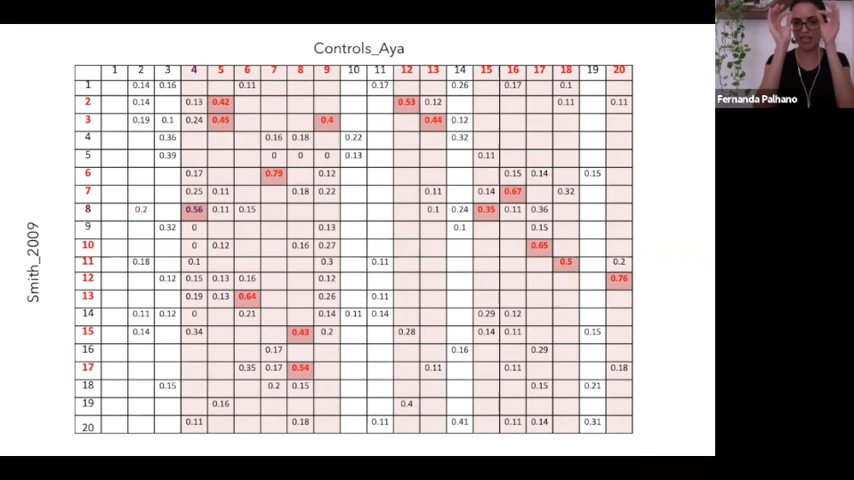 Controls_Aya
1 2 3 4 5 6 7 8 9 10 11 12 13 14 15 16 17 18 19 20
1 0.14 0.16 0.11 0.17 0.26 0.17 0.1
2 0.14 0.13 0.42 0.53 0.12 0.11 0.11
3 0.19 0.1 0.24 0.45 0.4 0.44 0.12
4 0.36 0.16 0.18 0.22 0.32
5 0.39 0 0 0 0.13 0.11
6 0.17 0.79 0.12 0.15 0.14 0.15
7 0.25 0.11 0.18 0.22 0.11 0.14 0.67 0.32
8 0.2 0.56 0.11 0.15 0.1 0.24 0.35 0.11 0.36
9 0.32 0 0.13 0.1 0.15
10 0 0.12 0.16 0.27 0.65
11 0.18 0.1 0.3 0.11 0.5 0.2
12 0.12 0.15 0.13 0.16 0.12 0.76
13 0.19 0.13 0.64 0.26 0.11
14 0.11 0.12 0 0.21 0.14 0.11 0.14 0.29 0.12
15 0.14 0.34 0.43 0.2 0.28 0.14 0.11 0.15
16 0.17 0.16 0.29
17 0.35 0.17 0.54 0.11 0.11 0.18
18 0.15 0.2 0.15 0.15 0.21
19 0.16 0.4
20 0.11 0.18 0.11 0.41 0.11 0.14 0.31
Smith_2009
Fernanda Palhano